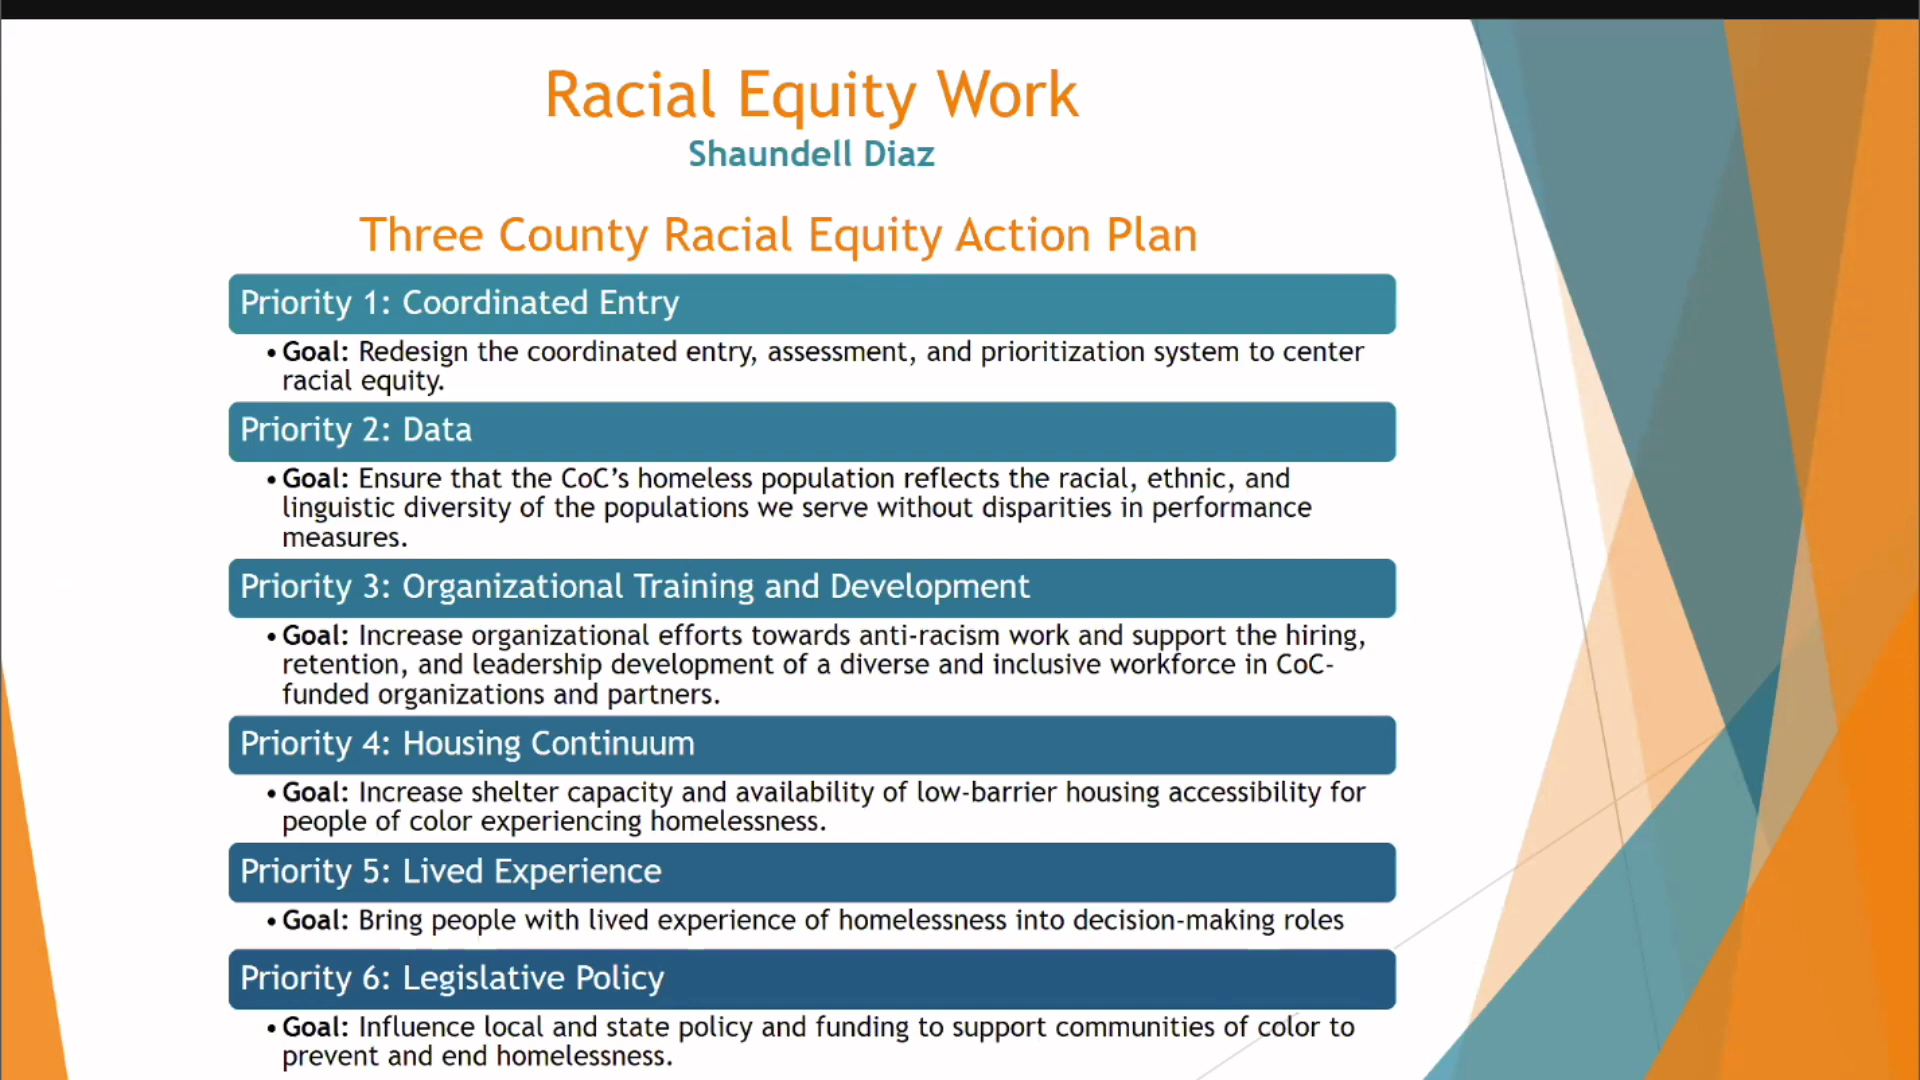 Racial Equity Work
Shaundell Diaz
Three County Racial Equity Action Plan
Priority 1: Coordinated Entry
• Goal: Redesign the coordinated entry, assessment, and prioritization system to center
racial equity.
Priority 2: Data
• Goal: Ensure that the CoC’s homeless population reflects the racial, ethnic, and
linguistic diversity of the populations we serve without disparities in performance
measures.
Priority 3: Organizational Training and Development
• Goal: Increase organizational efforts towards anti-racism work and support the hiring,
retention, and leadership development of a diverse and inclusive workforce in CoC-
funded organizations and partners.
Priority 4: Housing Continuum
• Goal: Increase shelter capacity and availability of low-barrier housing accessibility for
people of color experiencing homelessness.
Priority 5: Lived Experience
• Goal: Bring people with lived experience of homelessness into decision-making roles
Priority 6: Legislative Policy
• Goal: Influence local and state policy and funding to support communities of color to
prevent and end homelessness.